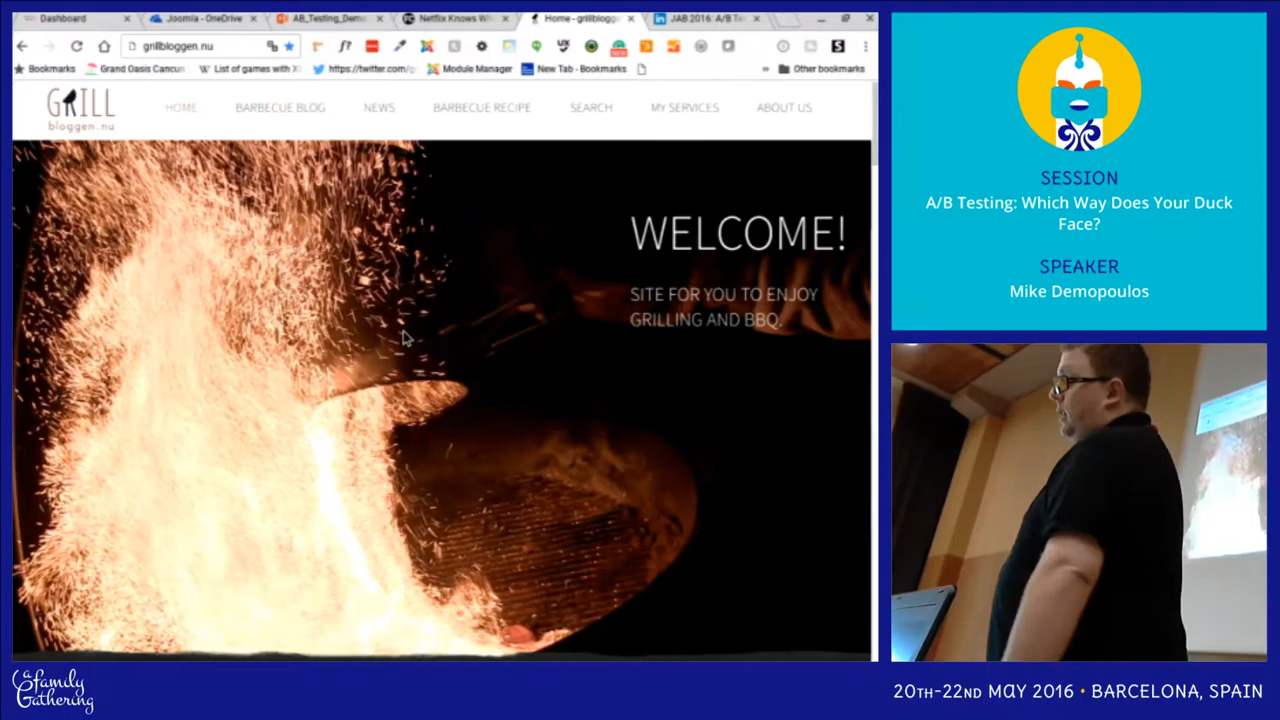 Dashboard
Joomla - OneDrive
AB_Testing_Demo
Netflix Knows Wh
Home - grillblogg
JAB 2016: A/B Te
grillbloggen.nu
Bookmarks
Grand Oasis Cancun
List of games with X
https://twitter.com/
Module Manager
New Tab - Bookmarks
»
Other bookmarks
GRILL
bloggen.nu
HOME
BARBECUE BLOG
NEWS
BARBECUE RECIPE
SEARCH
MY SERVICES
ABOUT US
WELCOME!
SITE FOR YOU TO ENJOY
GRILLING AND BBQ.
SESSION
A/B Testing: Which Way Does Your Duck
Face?
SPEAKER
Mike Demopoulos
a family
Gathering
20TH-22ND MAY 2016 • BARCELONA, SPAIN